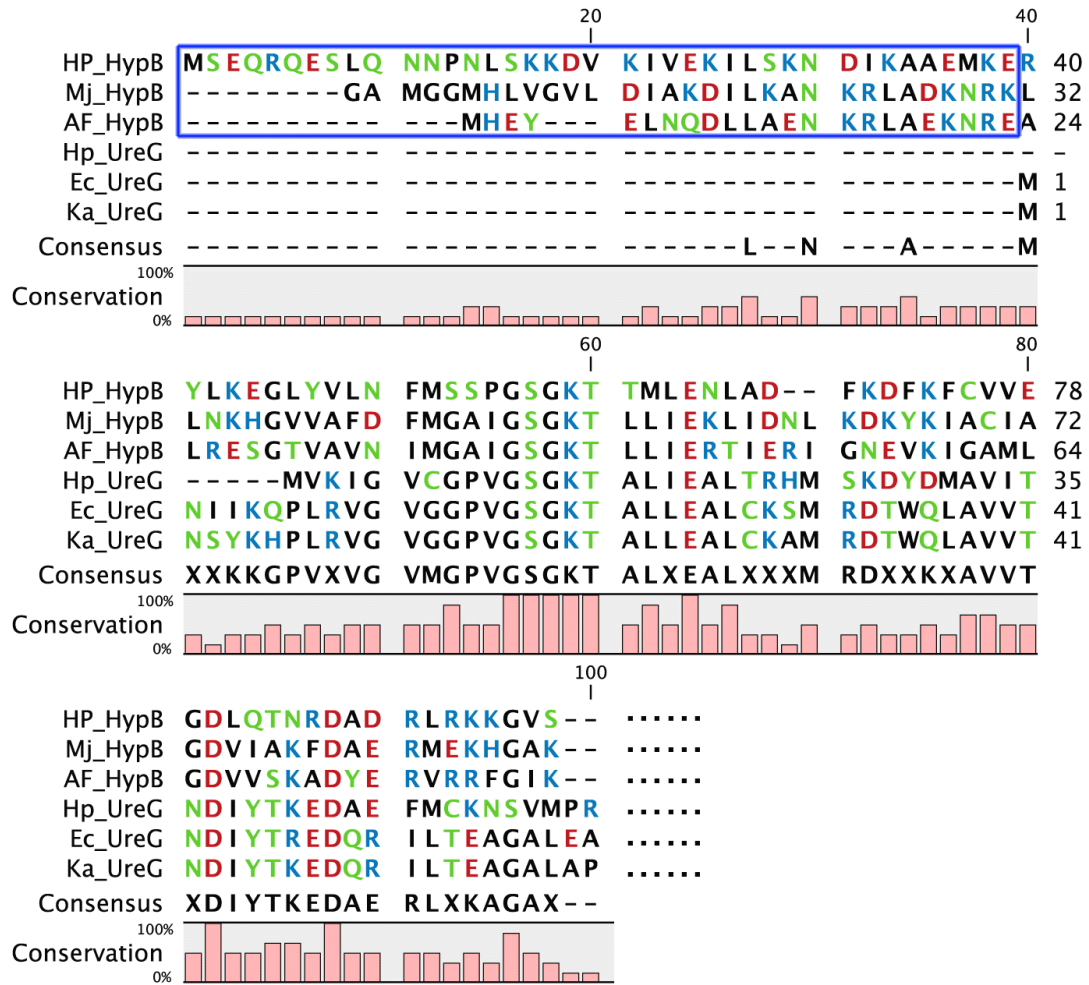 20 40
HP_HypB MSEQRQESLQ NNPNLSKKDV KIVEKILSKN DIKAAEMKER 40
Mj_HypB --------GA MGGMHLVGVL DIAKDILKAN KRLADKNRKL 32
AF_HypB ---------- ---MHEY--- ELNQDLLAEN KRLAEKNREA 24
Hp_UreG ---------- ---------- ---------- ---------- -
Ec_UreG ---------- ---------- ---------- ---------M 1
Ka_UreG ---------- ---------- ---------- ---------M 1
Consensus ---------- ---------- ------L--N ---A-----M
100%
Conservation
0%
60 80
HP_HypB YLKEGLYVLN FMSSPGSGKT TMLENLAD-- FKDFKFCVVE 78
Mj_HypB LNKHGVVAFD FMGAIGSGKT LLIEKLIDNL KDKYKIACIA 72
AF_HypB LRESGTVAVN IMGAIGSGKT LLIERTIERI GNEVKIGAML 64
Hp_UreG -----MVKIG VCGPVGSGKT ALIEALTRHM SKDYDMAVIT 35
Ec_UreG NIIKQPLRVG VGGPVGSGKT ALLEALCKSM RDTWQLAVVT 41
Ka_UreG NSYKHPLRVG VGGPVGSGKT ALLEALCKAM RDTWQLAVVT 41
Consensus XXKKGPVXVG VMGPVGSGKT ALXEALXXXM RDXXKXAVVT
100%
Conservation
0%
100
HP_HypB GDLQTNRDAD RLRKKGVS-- ......
Mj_HypB GDVIAKFDAE RMEKHGAK-- ......
AF_HypB GDVVSKADYE RVRRFGIK-- ......
Hp_UreG NDIYTKEDAE FMCKNSVMPR ......
Ec_UreG NDIYTREDQR ILTEAGALEA ......
Ka_UreG NDIYTKEDQR ILTEAGALAP ......
Consensus XDIYTKEDAE RLXKAGAX--
100%
Conservation
0%